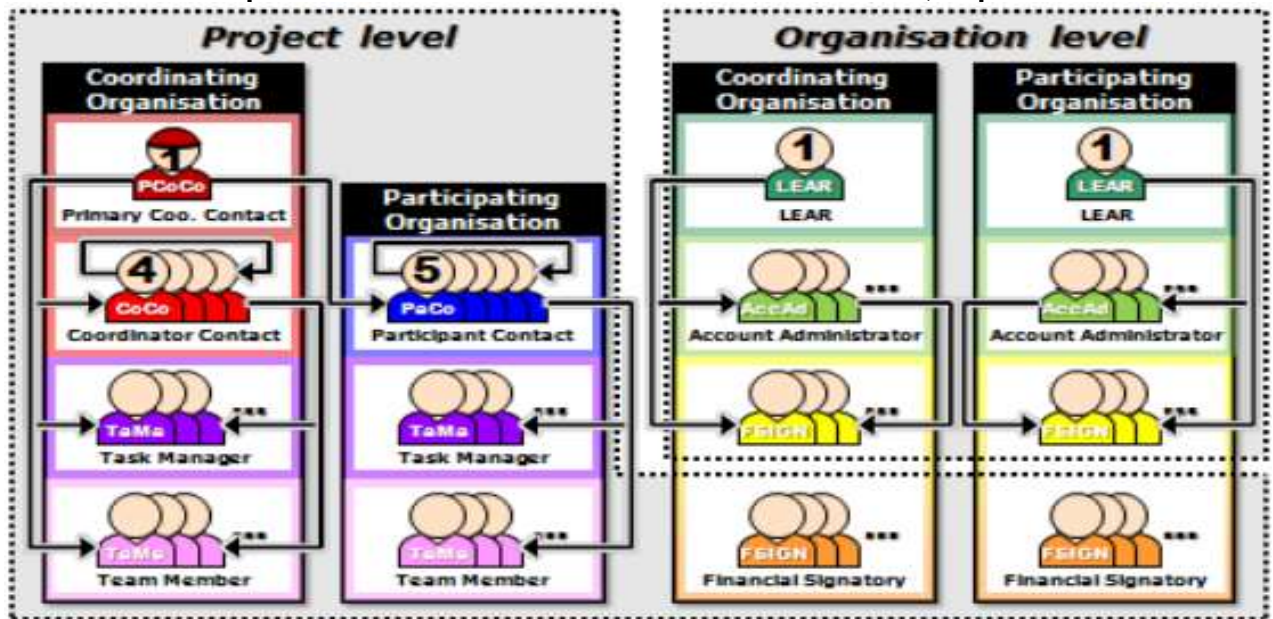 Project level
Organisation level
Coordinating
Organisation
1
PCoCo
Primary Coo. Contact
4
CoCo
Coordinator Contact
TaMa
...
Task Manager
TeMe
...
Team Member
Participating
Organisation
5
PaCo
Participant Contact
TaMa
...
Task Manager
TeMe
...
Team Member
Coordinating
Organisation
1
LEAR
LEAR
AccAd
...
Account Administrator
FSIGN
...
FSIGN
...
Financial Signatory
Participating
Organisation
1
LEAR
LEAR
AccAd
...
Account Administrator
FSIGN
...
FSIGN
...
Financial Signatory